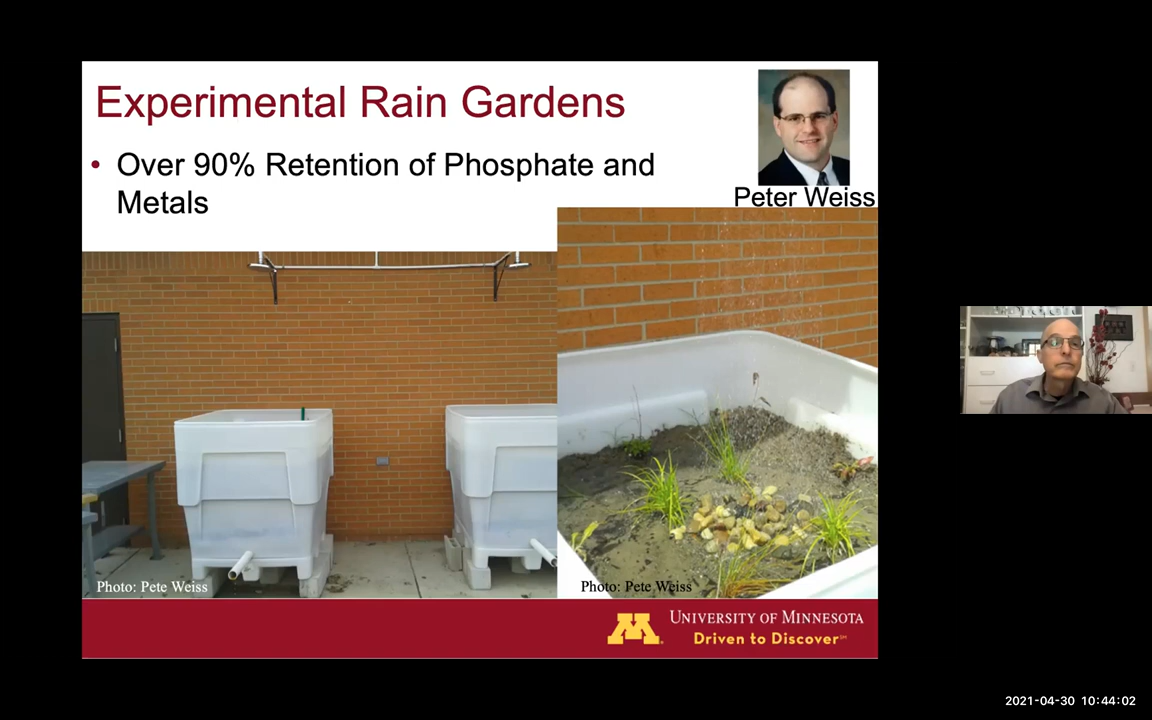 Experimental Rain Gardens
• Over 90% Retention of Phosphate and
Metals
Peter Weiss
Photo: Pete Weiss
Photo: Pete Weiss
M
UNIVERSITY OF MINNESOTA
Driven to Discover℠
2021-04-30 10:44:02